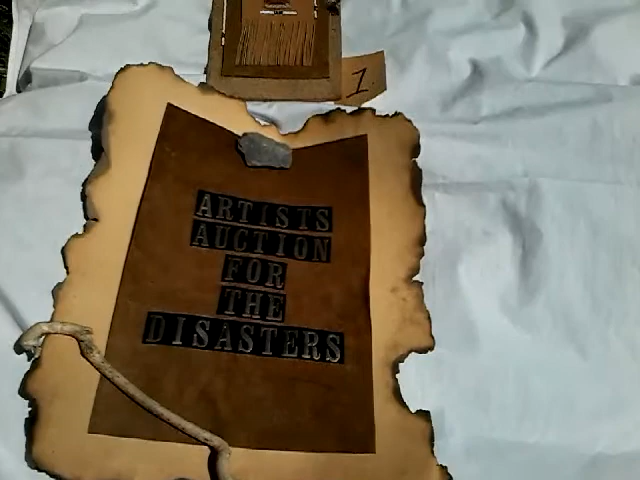 1
ARTISTS
AUCTION
FOR
THE
DISASTERS